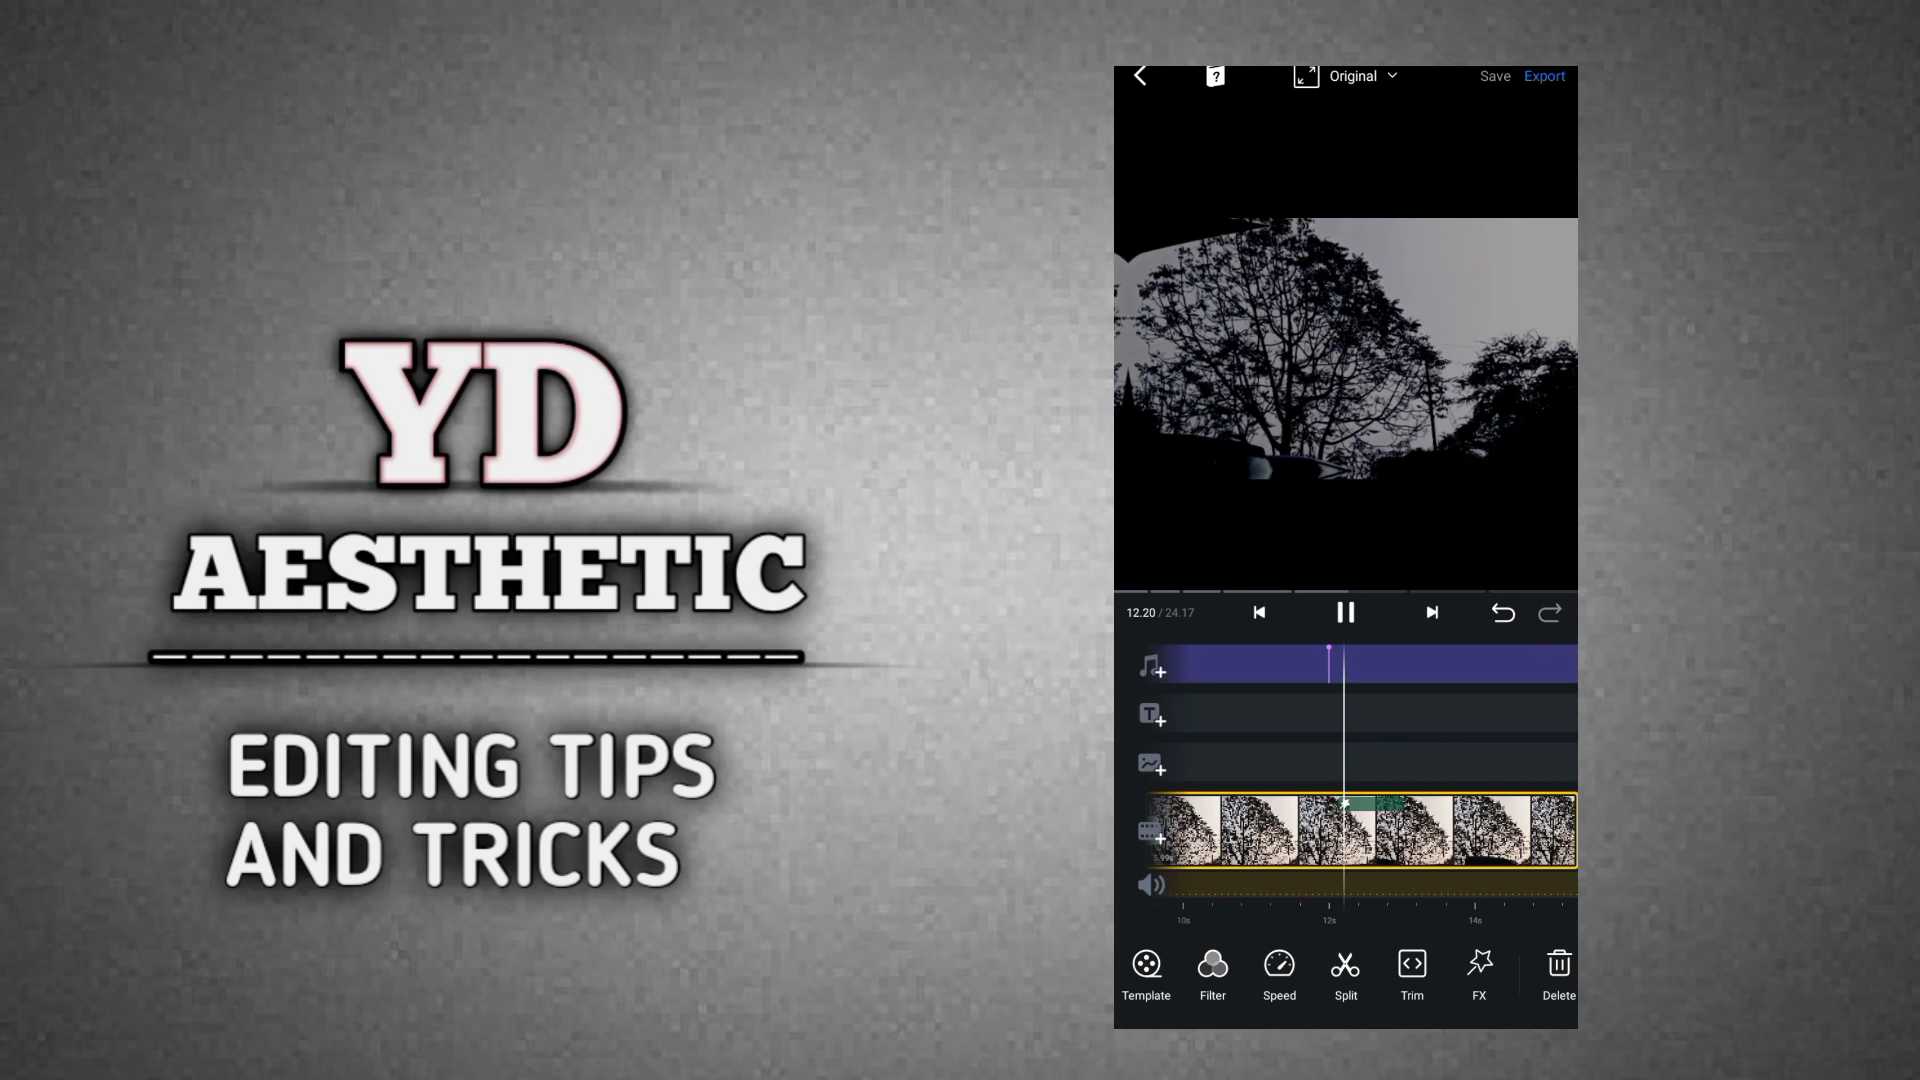 YD
AESTHETIC
EDITING TIPS
AND TRICKS
Original
Save Export
12.20 / 24.17
10s 12s 14s
Template Filter Speed Split Trim FX Delete